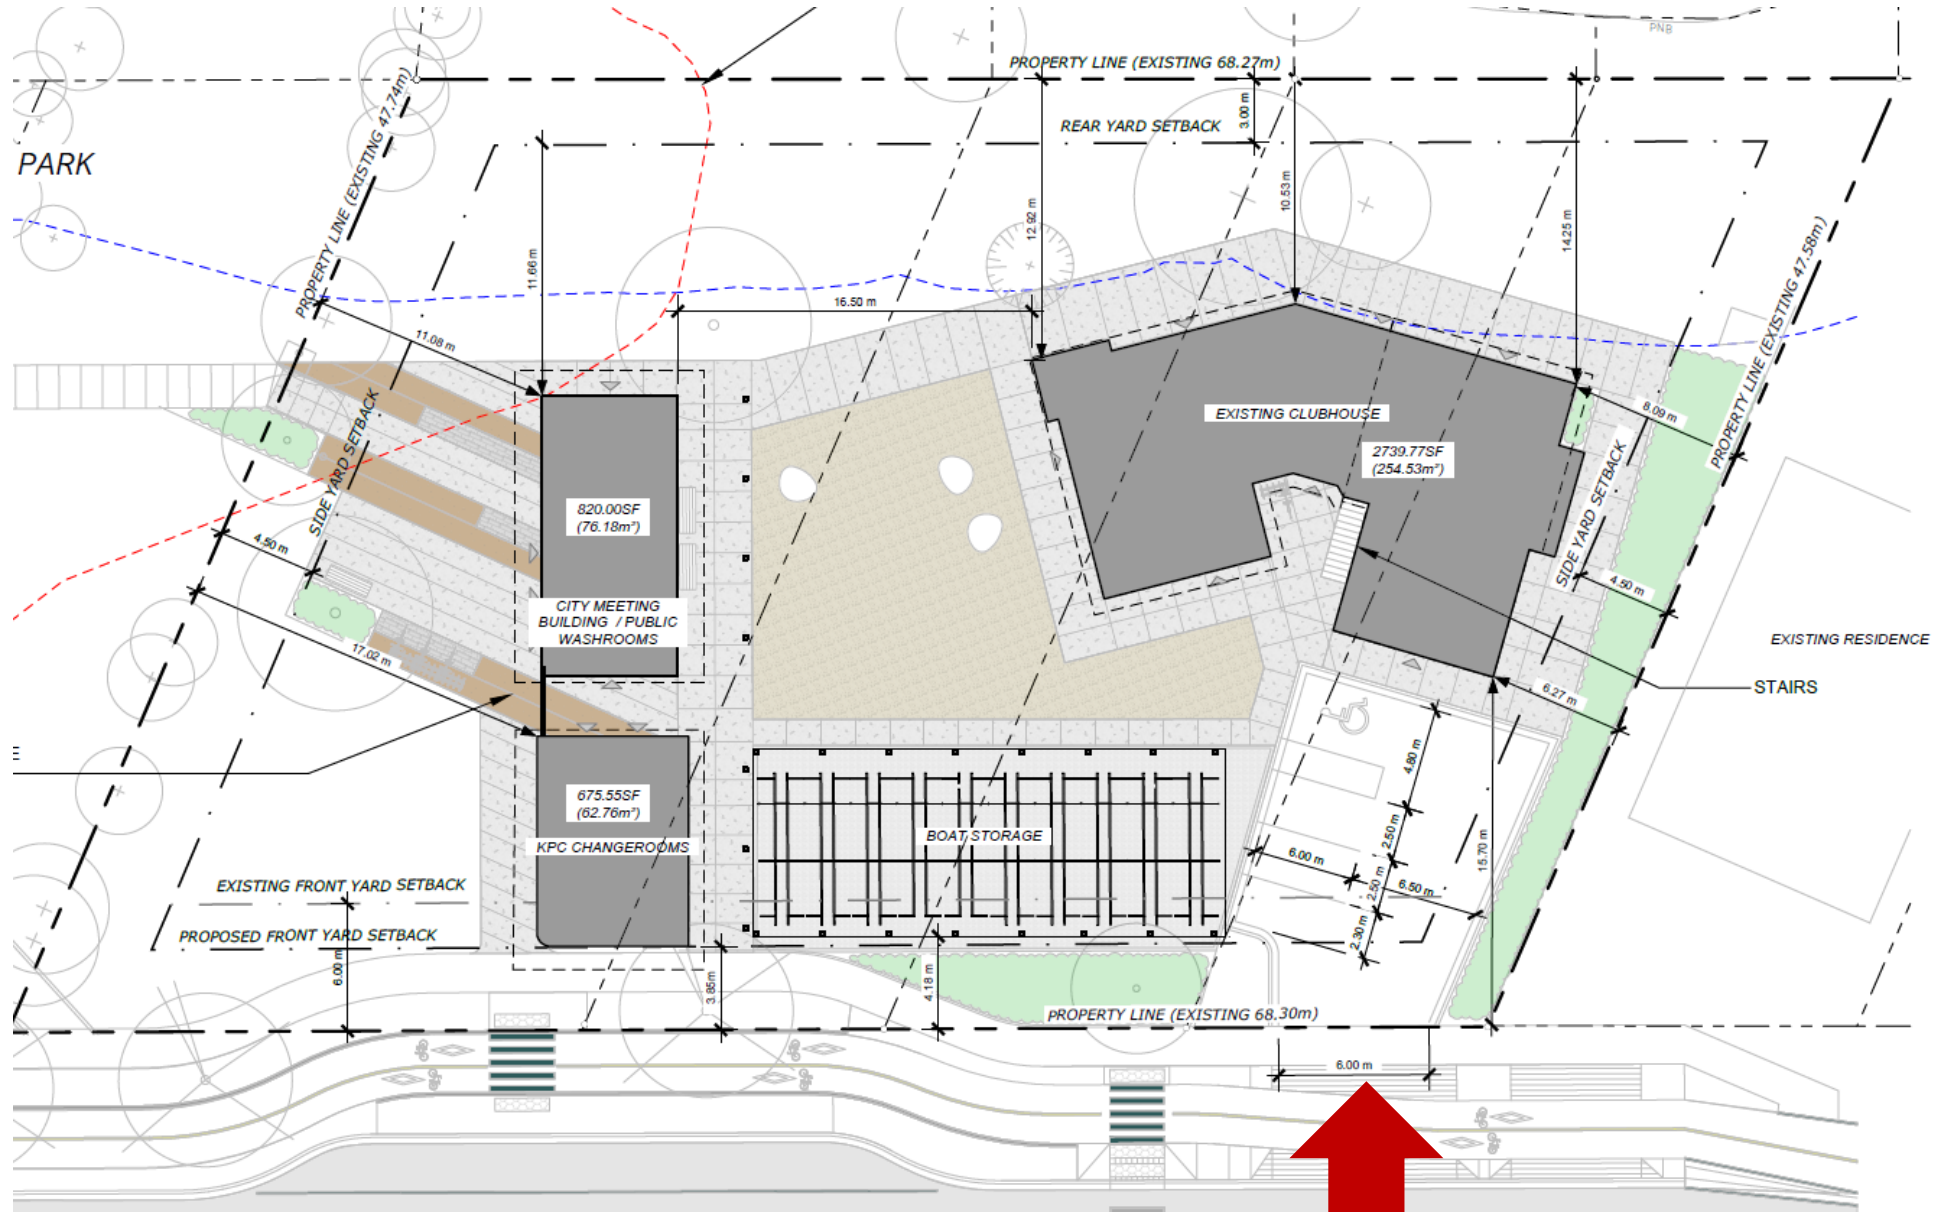 PNB
PROPERTY LINE (EXISTING 68.27m)
PROPERTY LINE (EXISTING 47.74m)
3.00 m
REAR YARD SETBACK
PARK
10.53 m
12.92 m
14.25 m
PROPERTY LINE (EXISTING 47.58m)
11.66 m
16.50 m
11.08 m
SIDE YARD SETBACK
EXISTING CLUBHOUSE
2739.77SF
(254.53m²)
8.09 m
SIDE YARD SETBACK
820.00SF
(76.18m²)
4.50 m
4.50 m
CITY MEETING
BUILDING / PUBLIC
WASHROOMS
EXISTING RESIDENCE
17.02 m
6.27 m
STAIRS
E
4.80 m
675.55SF
(62.76m²)
KPC CHANGEROOMS
BOAT STORAGE
2.50 m
6.00 m
15.70 m
2.50 m
6.50 m
EXISTING FRONT YARD SETBACK
PROPOSED FRONT YARD SETBACK
2.30 m
6.00 m
3.85m
4.18 m
PROPERTY LINE (EXISTING 68.30m)
6.00 m